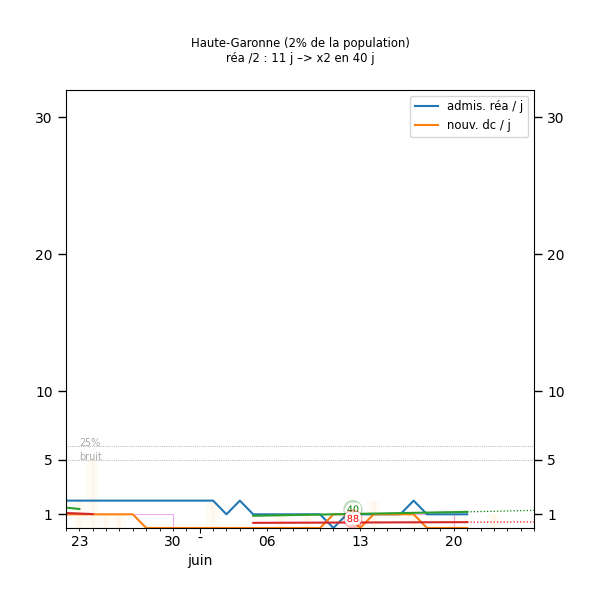 Haute-Garonne (2% de la population)
réa /2 : 11 j –> x2 en 40 j
admis. réa / j
nouv. dc / j
30 30
20 20
10 10
25%
5 bruit 5
40
88
1 1
23 30 - 06 13 20
juin